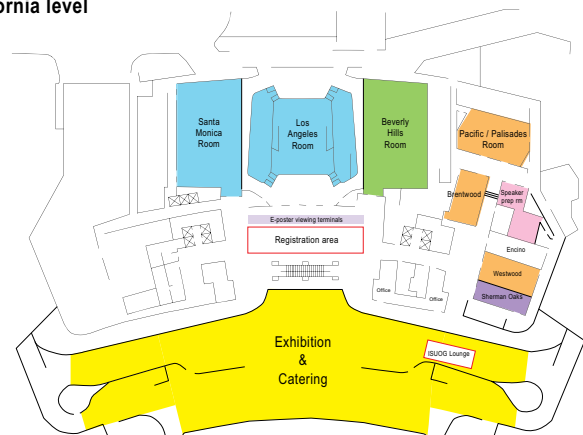 ornia level
Santa
Monica
Room
Los
Angeles
Room
Beverly
Hills
Room
Pacific / Palisades
Room
Brentwood
Speaker
prep rm
E-poster viewing terminals
Registration area
Encino
Westwood
Sherman Oaks
Office
Office
Exhibition
&
Catering
ISUOG Lounge